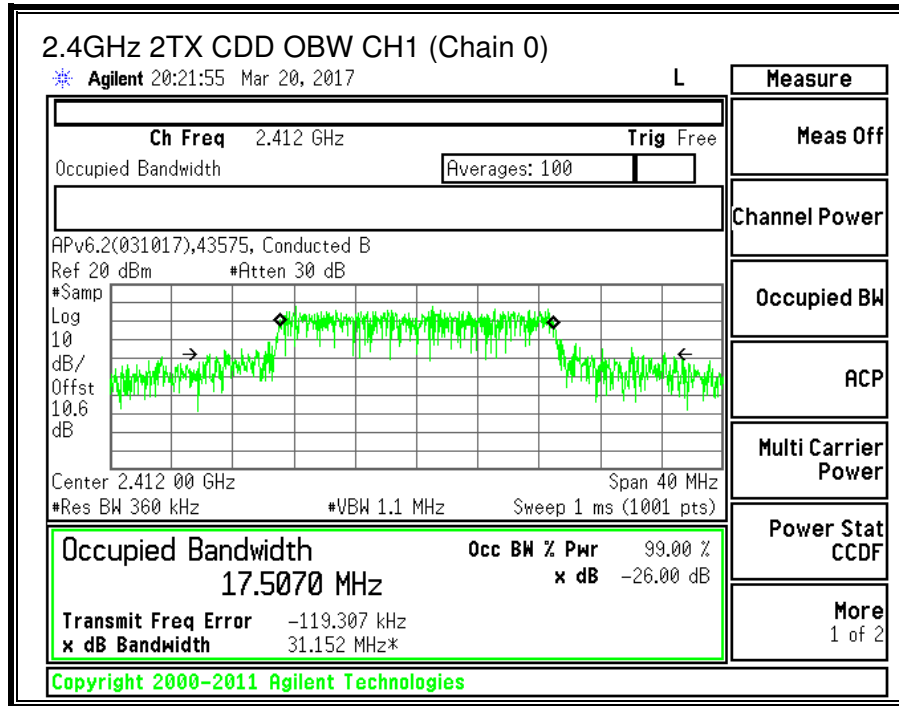 2.4GHz 2TX CDD OBW CH1 (Chain 0)
Agilent 20:21:55 Mar 20, 2017 L
Measure
Ch Freq 2.412 GHz Trig Free
Meas Off
Occupied Bandwidth Averages: 100
Channel Power
APv6.2(031017),43575, Conducted B
Ref 20 dBm #Atten 30 dB
#Samp
Log
10
dB/
Offst
10.6
dB
Occupied BW
ACP
Multi Carrier
Power
Center 2.412 00 GHz Span 40 MHz
#Res BW 360 kHz #VBW 1.1 MHz Sweep 1 ms (1001 pts)
Power Stat
CCDF
Occupied Bandwidth Occ BW % Pwr 99.00 %
17.5070 MHz x dB -26.00 dB
Transmit Freq Error -119.307 kHz
x dB Bandwidth 31.152 MHz*
More
1 of 2
Copyright 2000-2011 Agilent Technologies